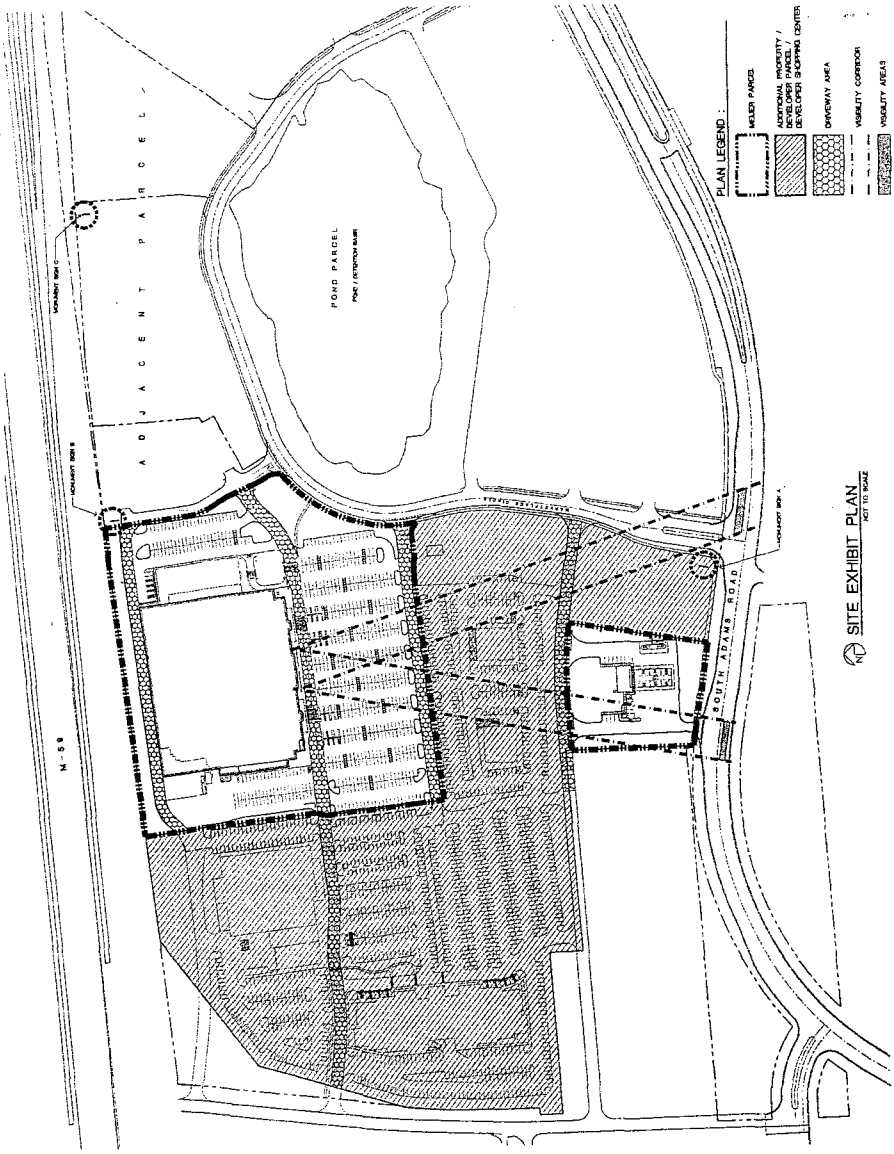 M-59
MONUMENT SIGN B
MONUMENT SIGN C
ADJACENT PARCEL
POND PARCEL
POND / DETENTION BASIN
MONUMENT SIGN A
SOUTH ADAMS ROAD
PLAN LEGEND :
MEIJER PARCEL
ADDITIONAL PROPERTY /
DEVELOPER PARCEL /
DEVELOPER SHOPPING CENTER
DRIVEWAY AREA
VISIBILITY CORRIDOR
VISIBILITY AREAS
N
SITE EXHIBIT PLAN
NOT TO SCALE